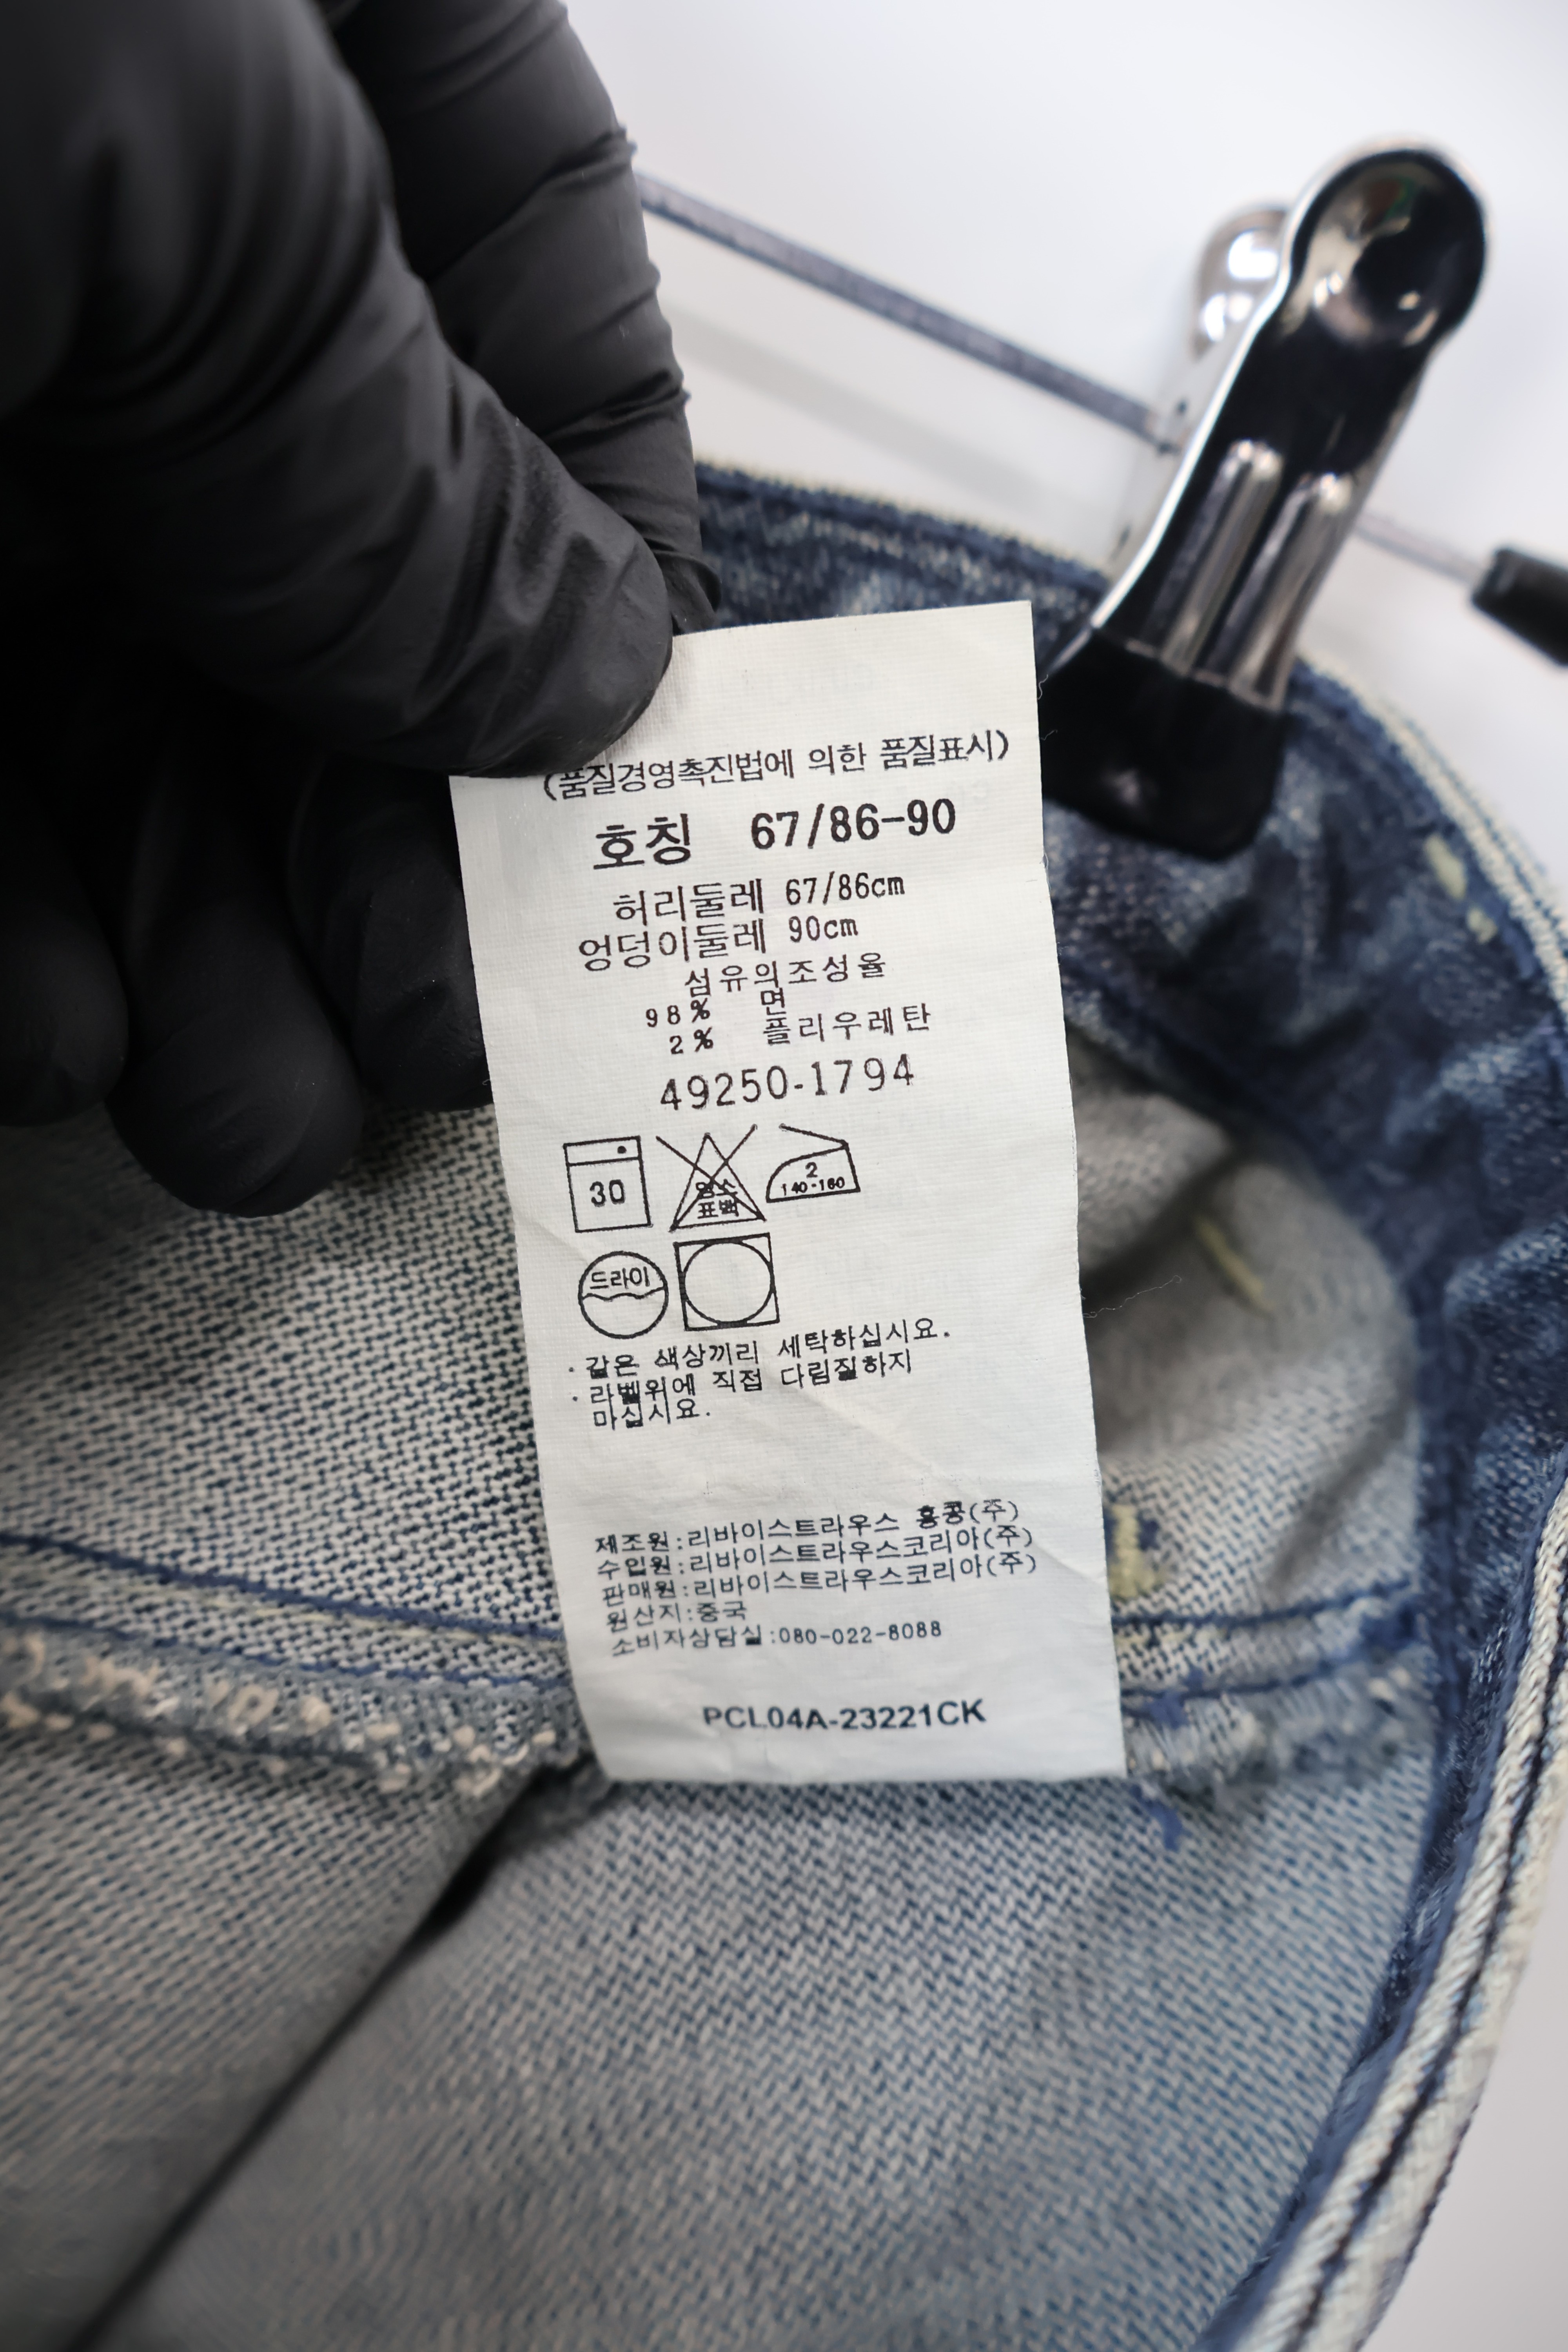 (품질경영촉진법에 의한 품질표시)
호칭 67/86-90
허리둘레 67/86cm
엉덩이둘레 90cm
섬유의조성율
98% 면
2% 폴리우레탄
49250-1794
30
염소
표백
2
140-160
드라이
· 같은 색상끼리 세탁하십시요.
· 라벨위에 직접 다림질하지
마십시요.
제조원:리바이스트라우스 홍콩(주)
수입원:리바이스트라우스코리아(주)
판매원:리바이스트라우스코리아(주)
원산지:중국
소비자상담실:080-022-8088
PCL04A-23221CK